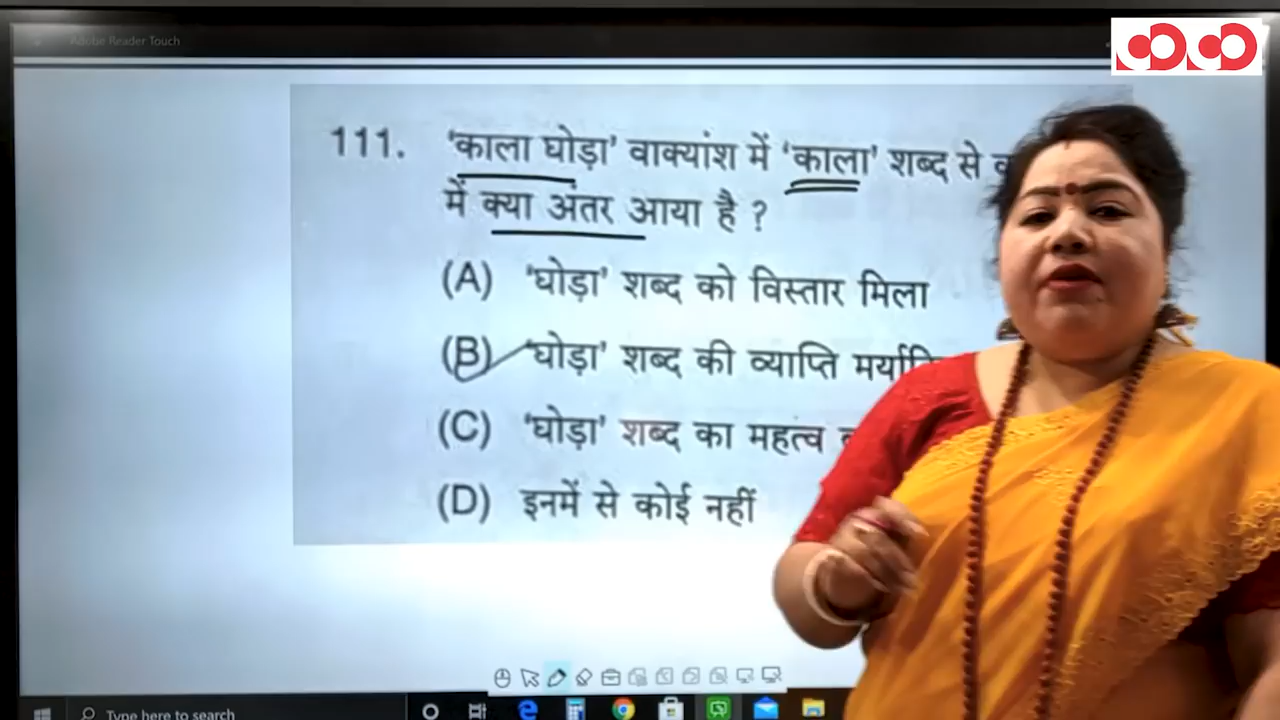 Adobe Reader Touch
111. 'काला घोड़ा' वाक्यांश में 'काला' शब्द से
में क्या अंतर आया है ?
(A) 'घोड़ा' शब्द को विस्तार मिला
(B) 'घोड़ा' शब्द की व्याप्ति
(C) 'घोड़ा' शब्द का महत्व
(D) इनमें से कोई नहीं
Type here to search